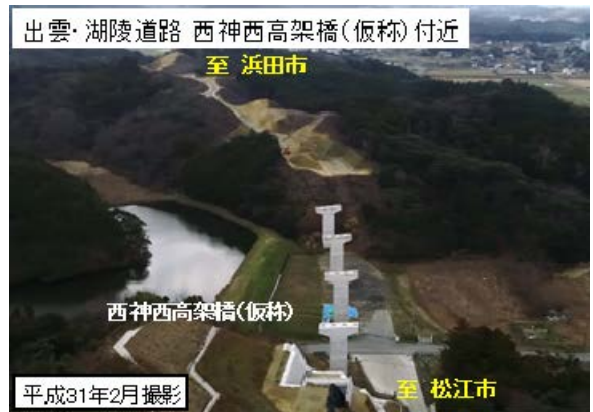 出雲･湖陵道路 西神西高架橋(仮称)付近
至 浜田市
西神西高架橋(仮称)
至 松江市
平成31年2月撮影